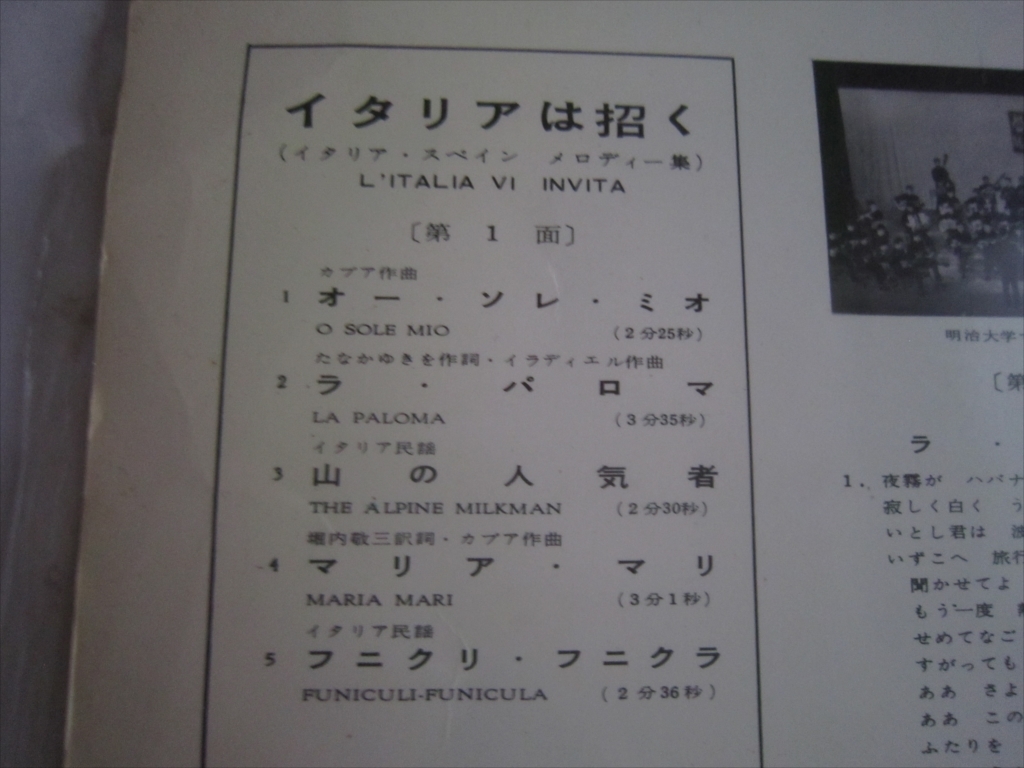 イタリアは招く
(イタリア・スペイン メロディー集)
L'ITALIA VI INVITA
〔第 1 面〕
カプア作曲
1 オー・ソレ・ミオ
O SOLE MIO (2分25秒)
たなかゆきを作詞・イラディエル作曲
2 ラ・パロマ
LA PALOMA (3分35秒)
イタリア民謡
3 山の人気者
THE ALPINE MILKMAN (2分30秒)
堀内敬三訳詞・カプア作曲
4 マリア・マリ
MARIA MARI (3分1秒)
イタリア民謡
5 フニクリ・フニクラ
FUNICULI-FUNICULA (2分36秒)
明治大学
〔第
ラ・
1. 夜霧が ハバナ
寂しく白く う
いとし君は
いずこへ 旅行
聞かせてよ
もう一度
せめてなご
すがっても
ああ さよ
ああ この
ふたりを